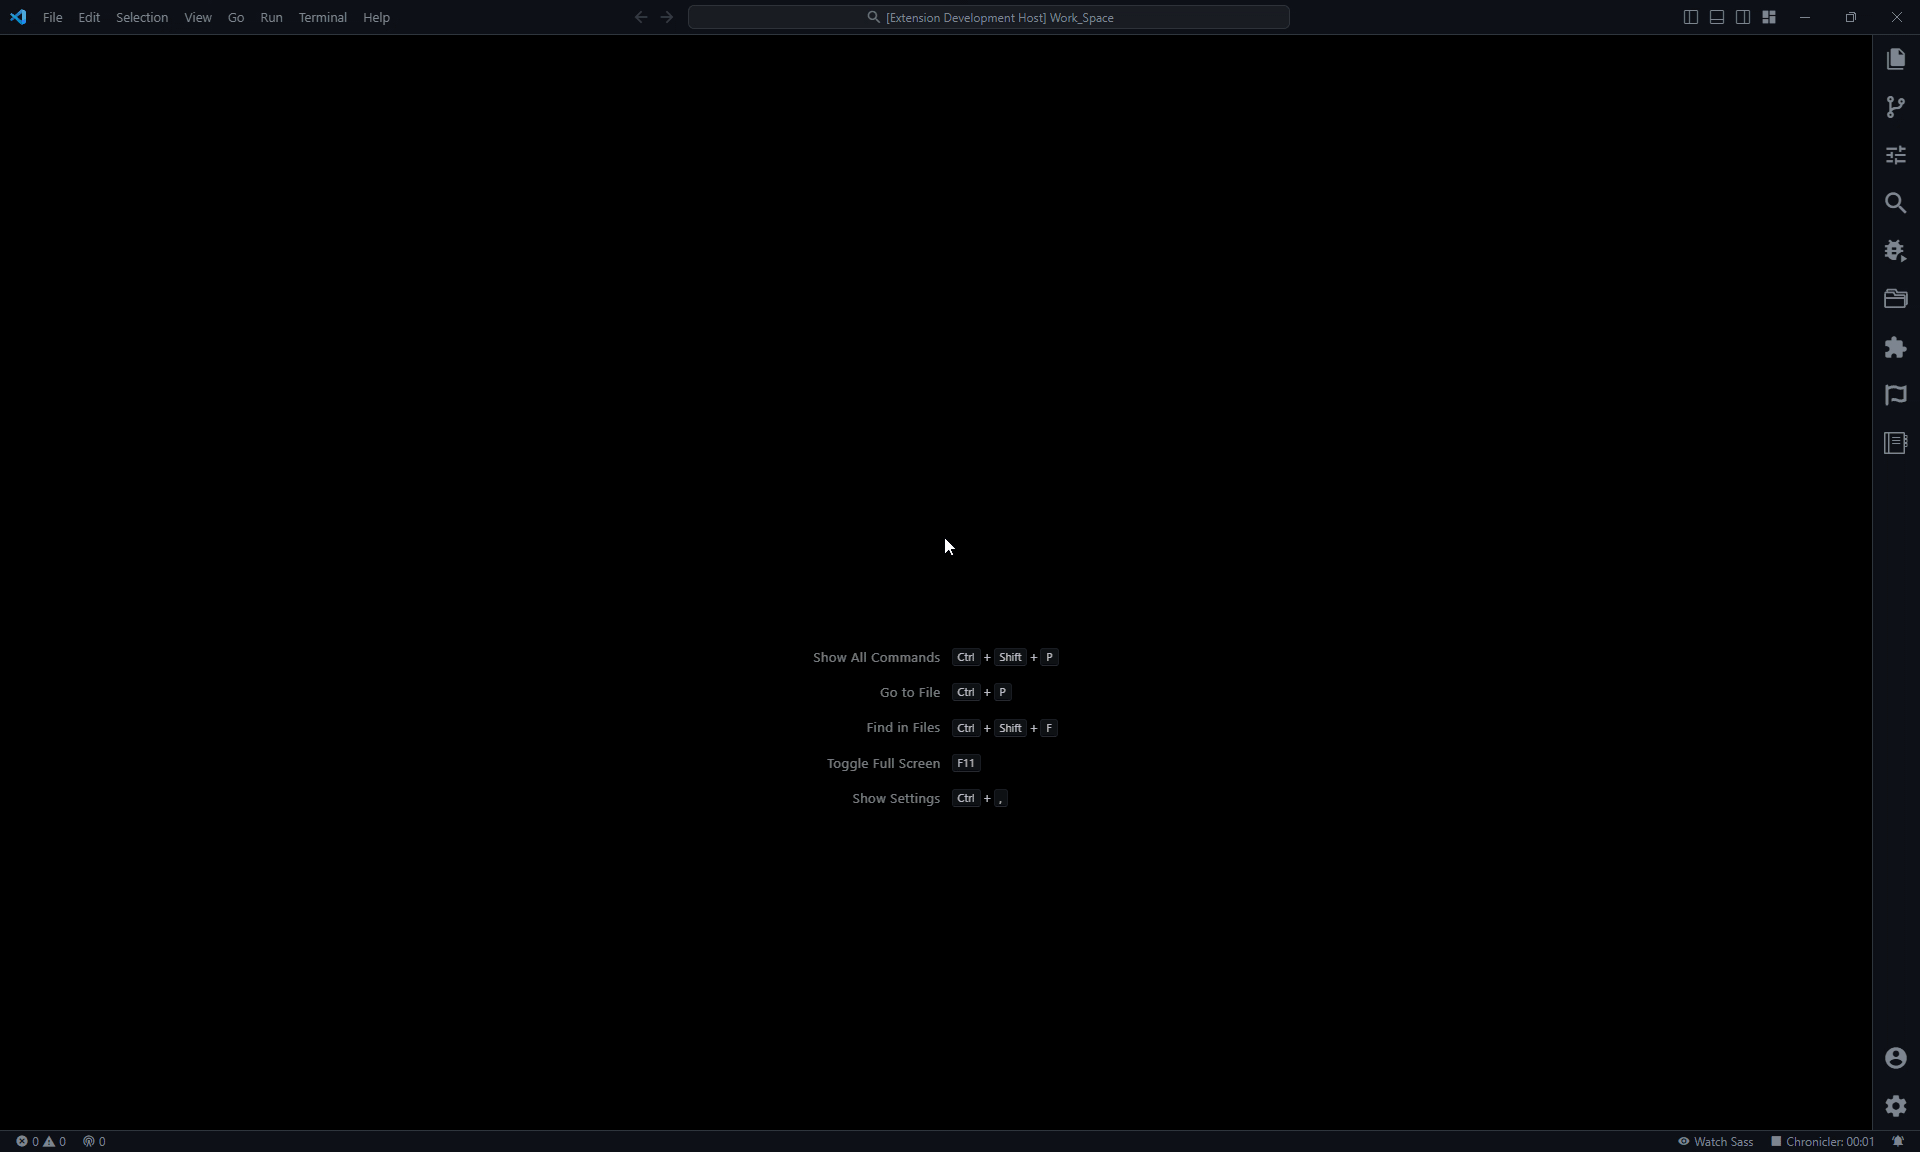 File Edit Selection View Go Run Terminal Help
[Extension Development Host] Work_Space
Show All Commands Ctrl + Shift + P
Go to File Ctrl + P
Find in Files Ctrl + Shift + F
Toggle Full Screen F11
Show Settings Ctrl + ,
0 0 0 Watch Sass Chronicler: 00:01